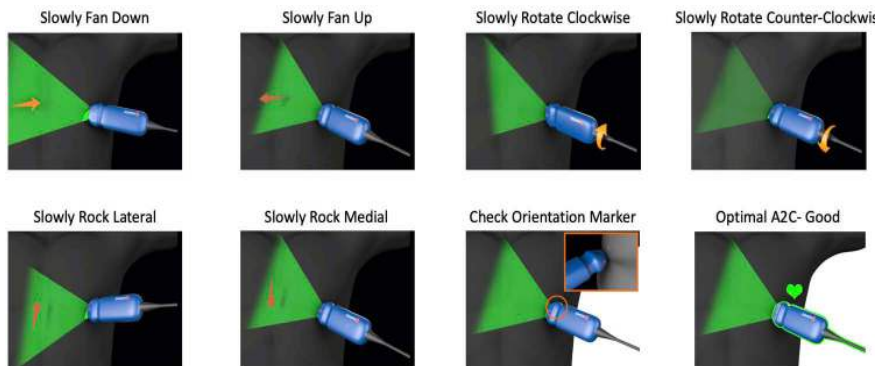 Slowly Fan Down
Slowly Fan Up
Slowly Rotate Clockwise
Slowly Rotate Counter-Clockwis
Slowly Rock Lateral
Slowly Rock Medial
Check Orientation Marker
Optimal A2C- Good